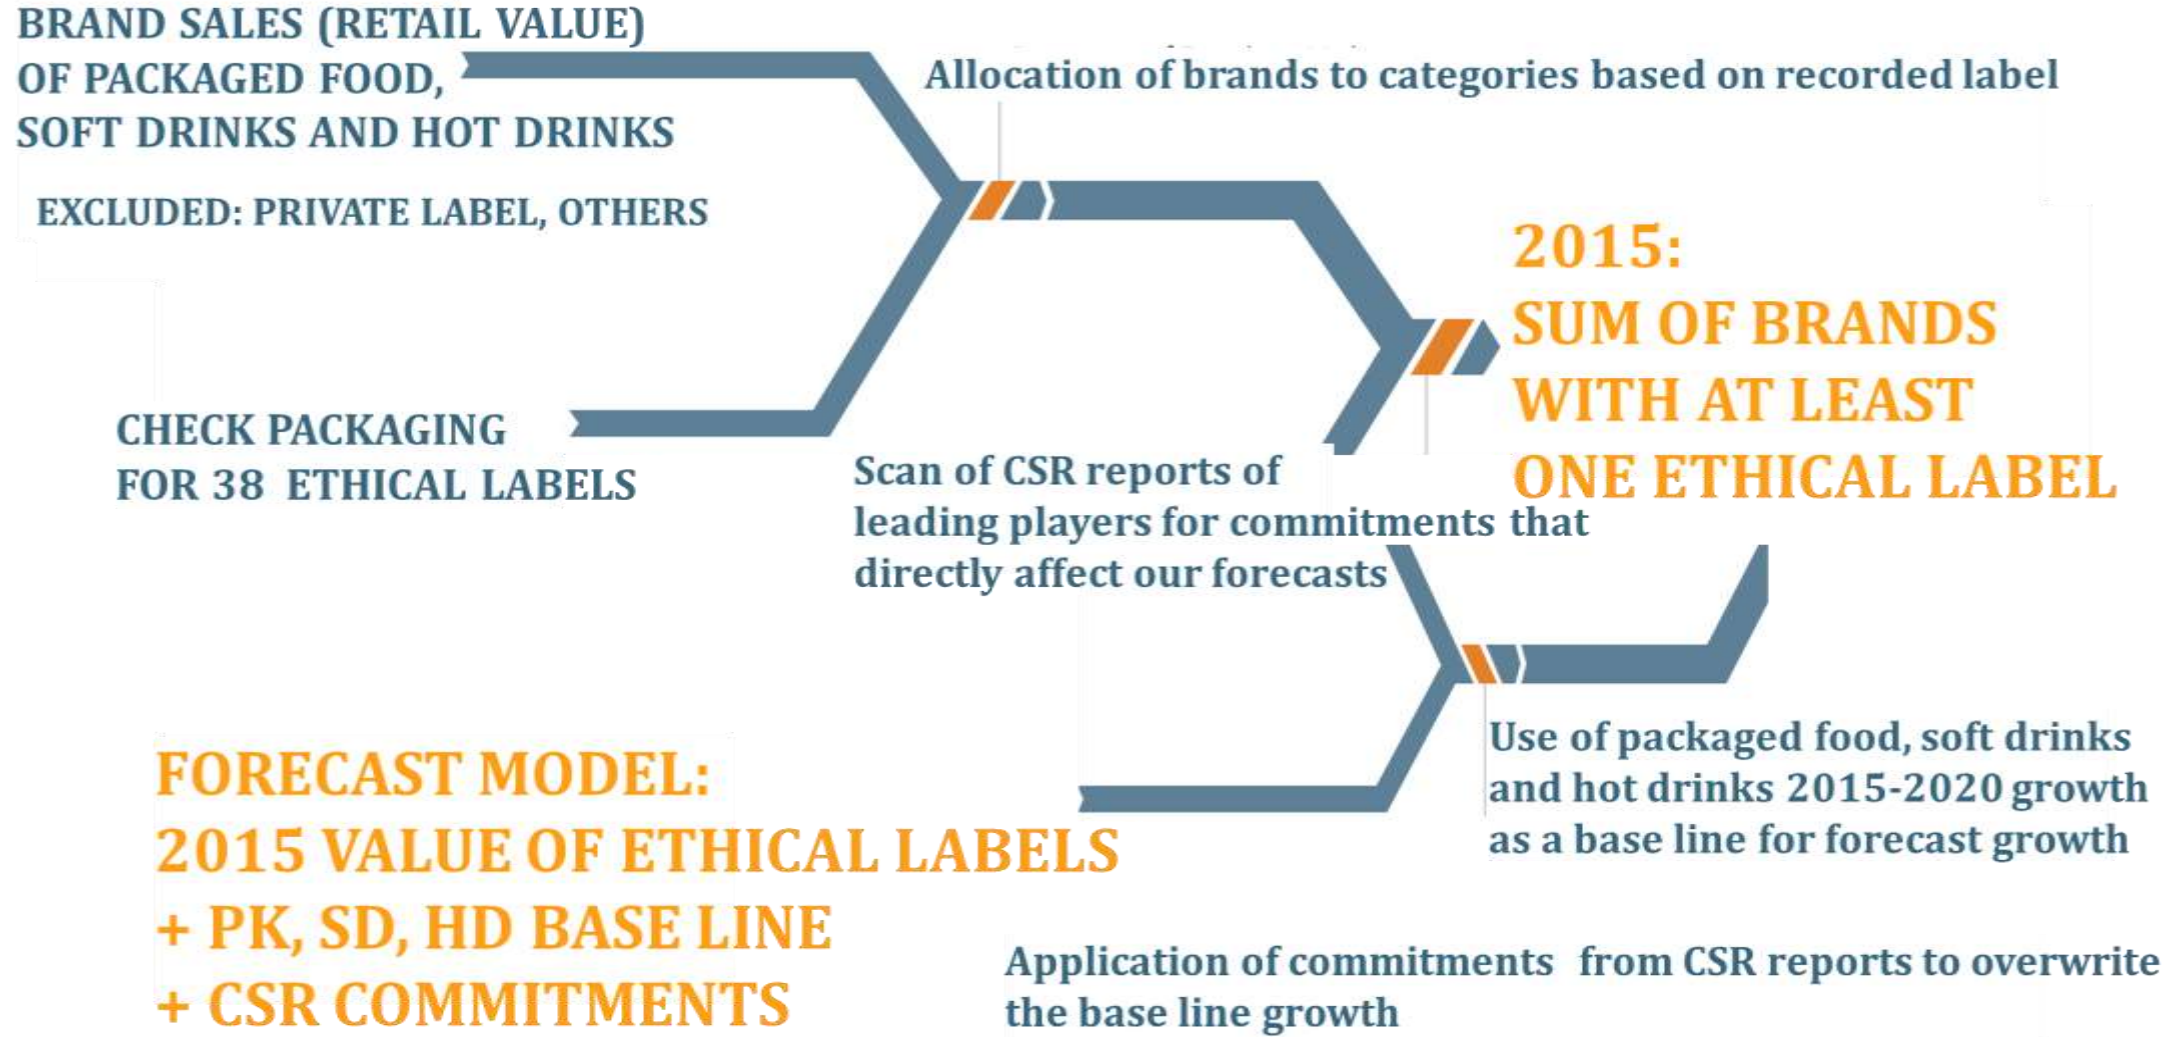 BRAND SALES (RETAIL VALUE)
OF PACKAGED FOOD,
SOFT DRINKS AND HOT DRINKS
EXCLUDED: PRIVATE LABEL, OTHERS
Allocation of brands to categories based on recorded label
2015:
SUM OF BRANDS
WITH AT LEAST
ONE ETHICAL LABEL
CHECK PACKAGING
FOR 38 ETHICAL LABELS
Scan of CSR reports of
leading players for commitments that
directly affect our forecasts
Use of packaged food, soft drinks
and hot drinks 2015-2020 growth
as a base line for forecast growth
FORECAST MODEL:
2015 VALUE OF ETHICAL LABELS
+ PK, SD, HD BASE LINE
+ CSR COMMITMENTS
Application of commitments from CSR reports to overwrite
the base line growth